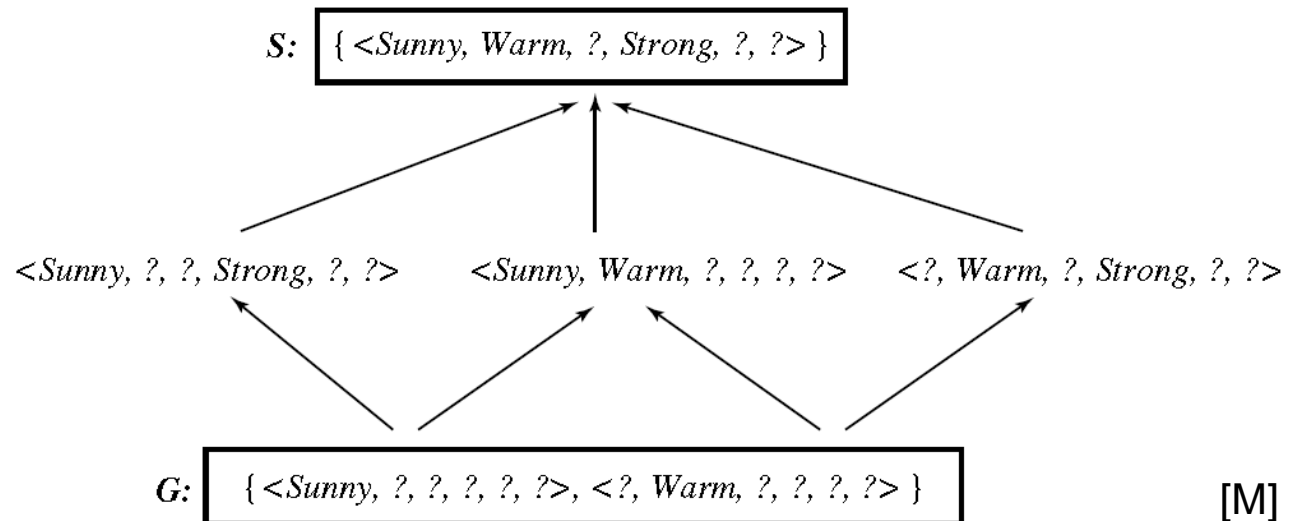 S: { <Sunny, Warm, ?, Strong, ?, ?> }
<Sunny, ?, ?, Strong, ?, ?> <Sunny, Warm, ?, ?, ?, ?> <?, Warm, ?, Strong, ?, ?>
G: { <Sunny, ?, ?, ?, ?, ?>, <?, Warm, ?, ?, ?, ?> }
[M]